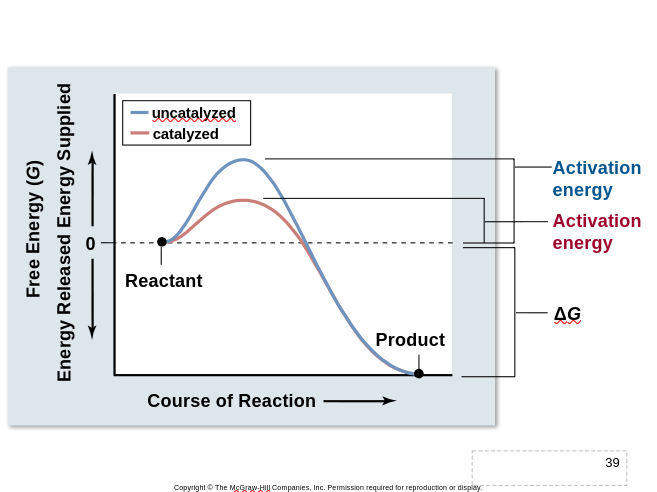 uncatalyzed
catalyzed
Free Energy (G)
Energy Released Energy Supplied
0
Reactant
Product
Course of Reaction
Activation
energy
Activation
energy
ΔG
39
Copyright © The McGraw-Hill Companies, Inc. Permission required for reproduction or display.